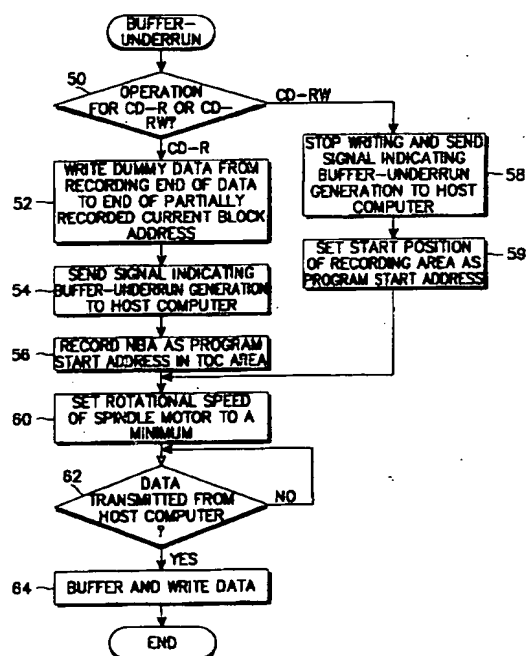 BUFFER-
UNDERRUN
50
OPERATION
FOR CD-R OR CD-
RW?
CD-RW
CD-R
52
WRITE DUMMY DATA FROM
RECORDING END OF DATA
TO END OF PARTIALLY
RECORDED CURRENT BLOCK
ADDRESS
STOP WRITING AND SEND
SIGNAL INDICATING
BUFFER-UNDERRUN
GENERATION TO HOST
COMPUTER
58
54
SEND SIGNAL INDICATING
BUFFER-UNDERRUN GENERATION
TO HOST COMPUTER
SET START POSITION
OF RECORDING AREA AS
PROGRAM START ADDRESS
59
56
RECORD NBA AS PROGRAM
START ADDRESS IN TOC AREA
60
SET ROTATIONAL SPEED
OF SPINDLE MOTOR TO A
MINIMUM
62
DATA
TRANSMITTED FROM
HOST COMPUTER
?
NO
YES
64
BUFFER AND WRITE DATA
END